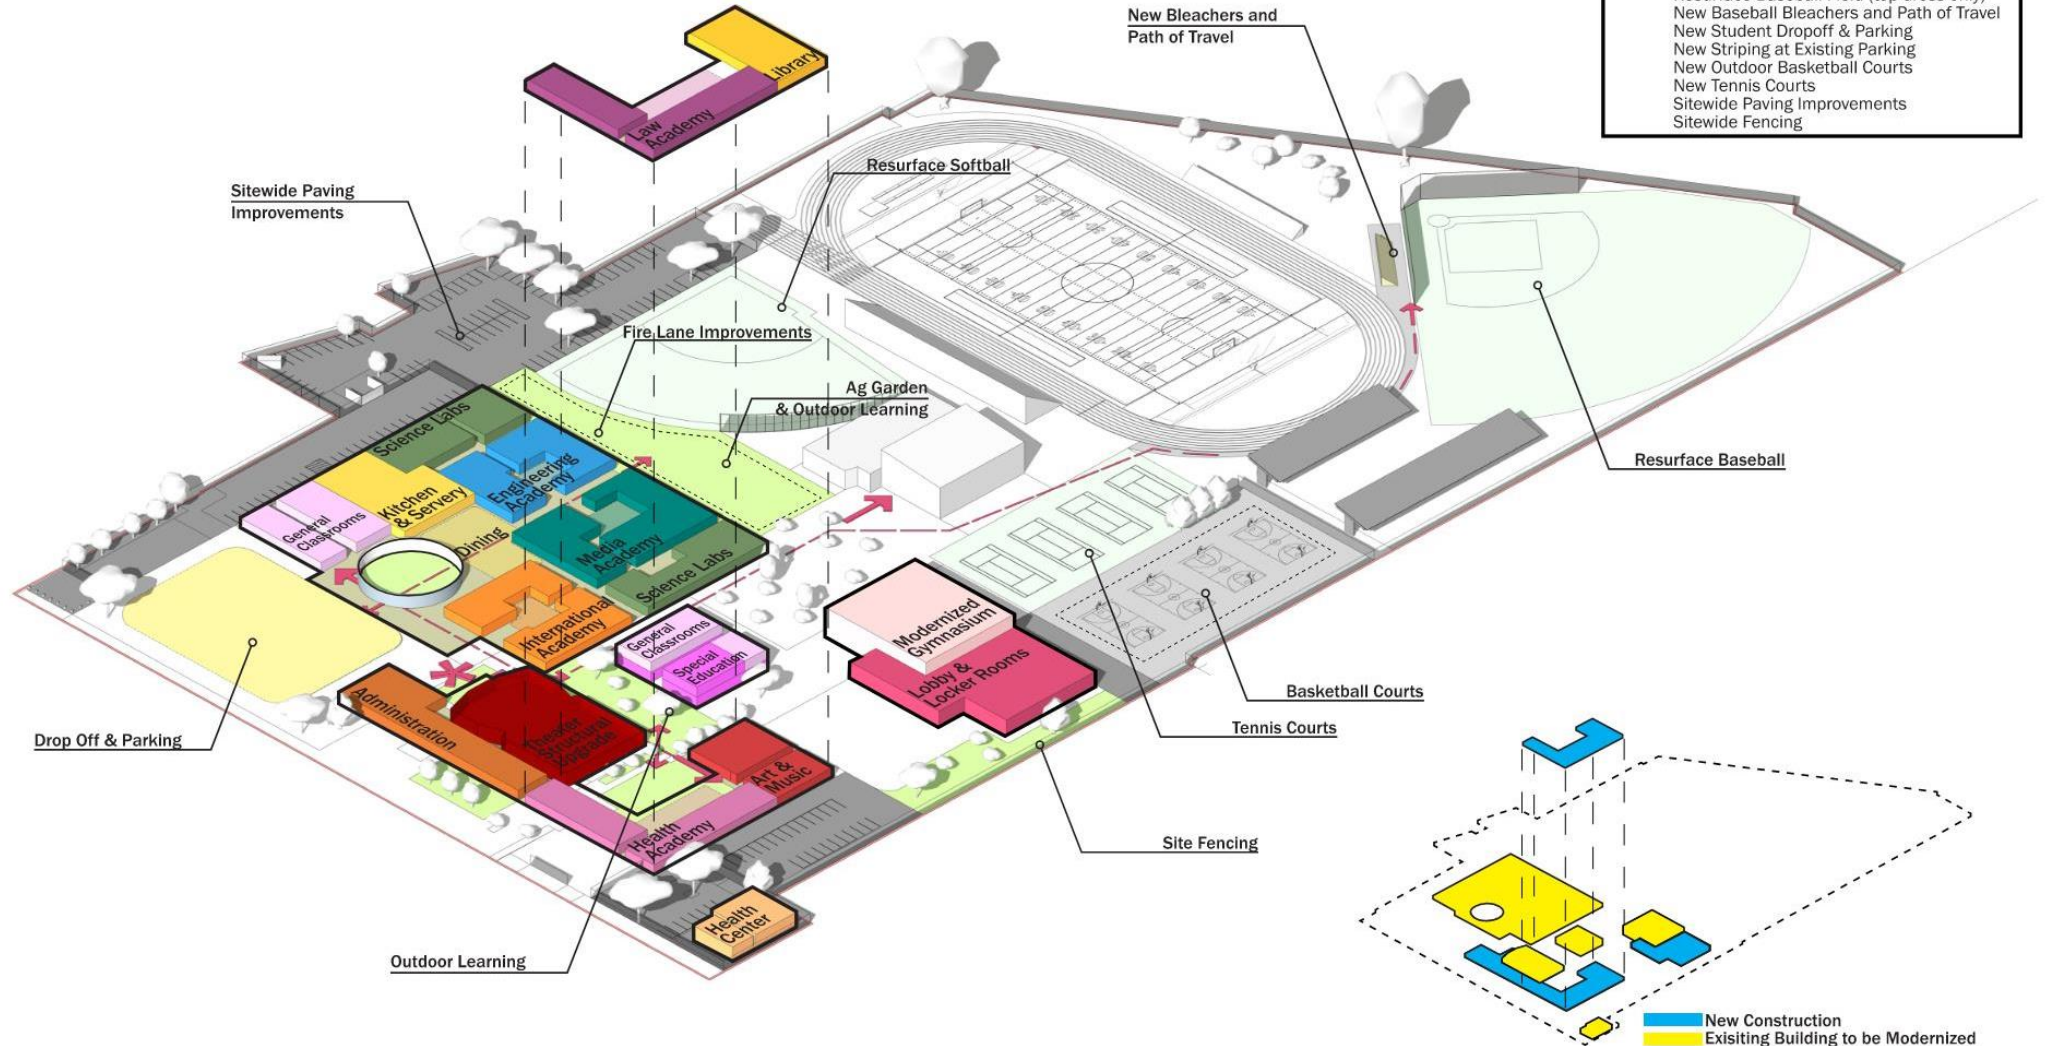 New Baseball Bleachers and Path of Travel
New Student Dropoff & Parking
New Striping at Existing Parking
New Outdoor Basketball Courts
New Tennis Courts
Sitewide Paving Improvements
Sitewide Fencing
New Bleachers and
Path of Travel
Library
Law
Academy
Resurface Softball
Sitewide Paving
Improvements
Fire Lane Improvements
Ag Garden
& Outdoor Learning
Resurface Baseball
Science Labs
Engineering
Academy
Kitchen
& Servery
General
Classrooms
Dining
Media
Academy
Science Labs
International
Academy
General
Classrooms
Special
Education
Modernized
Gymnasium
Lobby &
Locker Rooms
Basketball Courts
Tennis Courts
Drop Off & Parking
Administration
Theater
Structural
Upgrade
Art &
Music
Health
Academy
Site Fencing
Health
Center
Outdoor Learning
New Construction
Exisiting Building to be Modernized